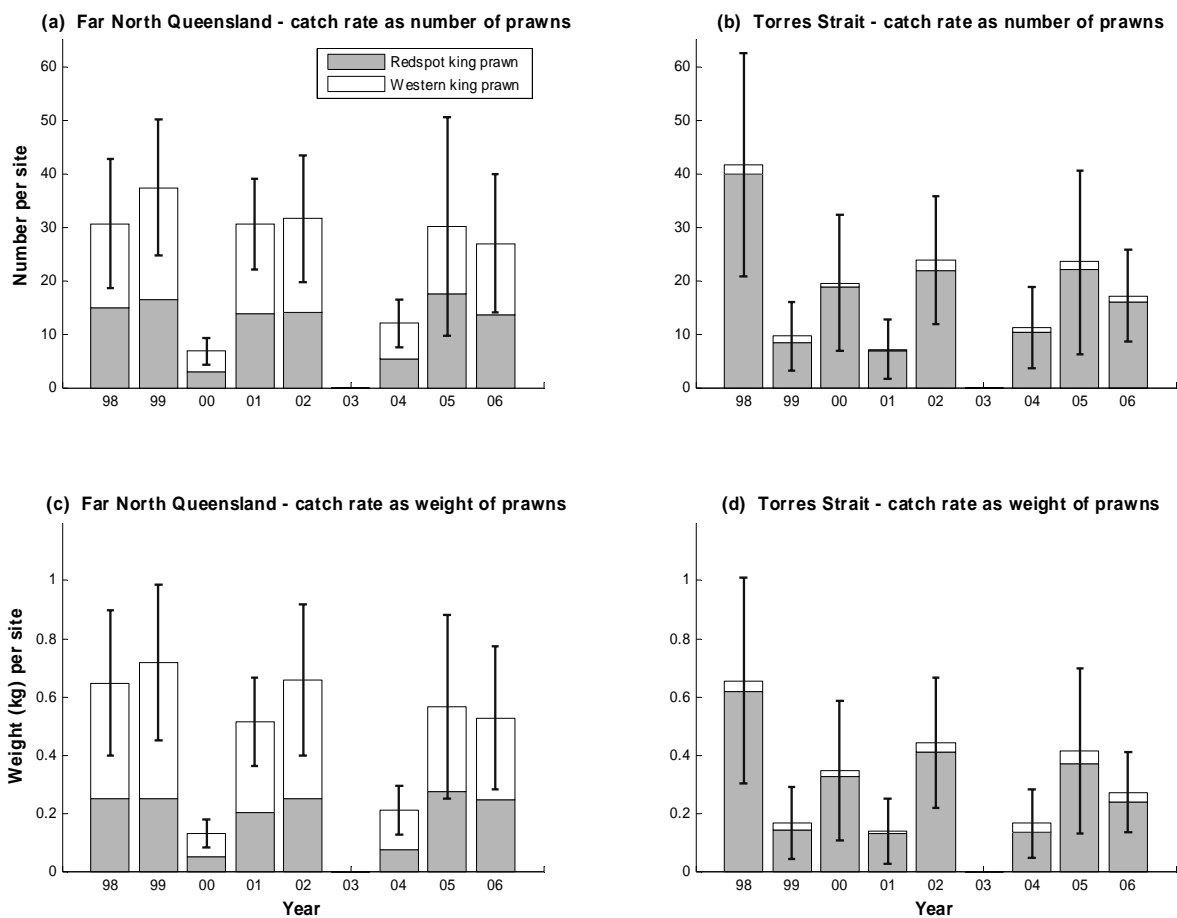 (a) Far North Queensland - catch rate as number of prawns
60
50
40
30
20
10
0
Number per site
Redspot king prawn
Western king prawn
98 99 00 01 02 03 04 05 06
(b) Torres Strait - catch rate as number of prawns
60
50
40
30
20
10
0
98 99 00 01 02 03 04 05 06
(c) Far North Queensland - catch rate as weight of prawns
1
0.8
0.6
0.4
0.2
0
Weight (kg) per site
98 99 00 01 02 03 04 05 06
Year
(d) Torres Strait - catch rate as weight of prawns
1
0.8
0.6
0.4
0.2
0
98 99 00 01 02 03 04 05 06
Year